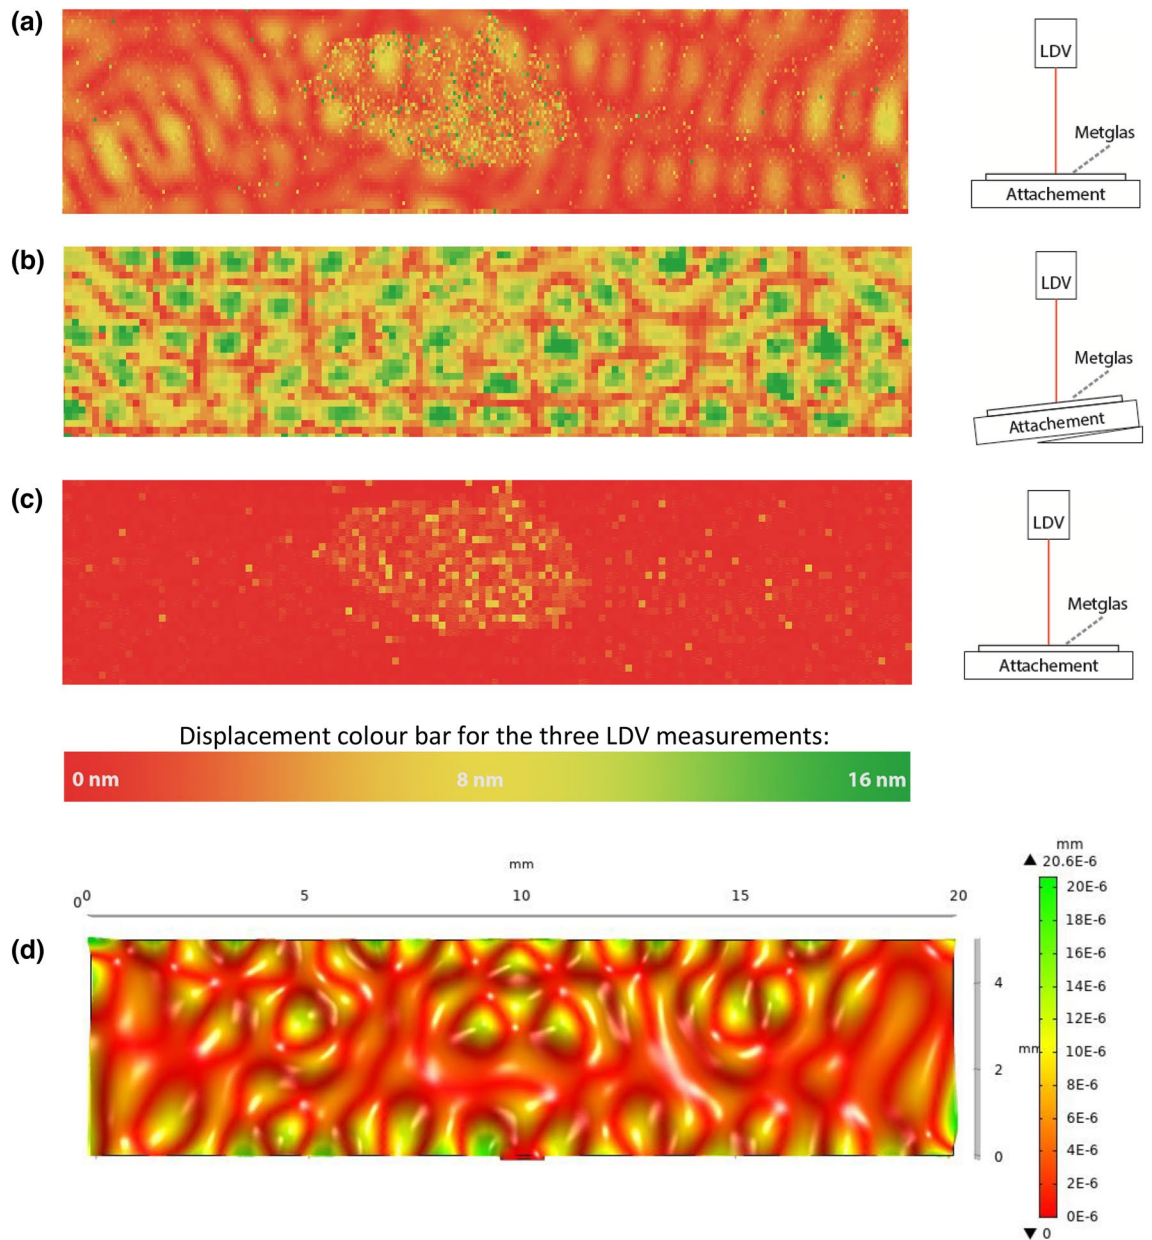 (a)
LDV
Metglas
Attachement
(b)
LDV
Metglas
Attachement
(c)
LDV
Metglas
Attachement
Displacement colour bar for the three LDV measurements:
0 nm 8 nm 16 nm
mm
0 0 5 10 15 20
(d)
4
2
0
mm
mm
20.6E-6
20E-6
18E-6
16E-6
14E-6
12E-6
10E-6
8E-6
6E-6
4E-6
2E-6
0E-6
0